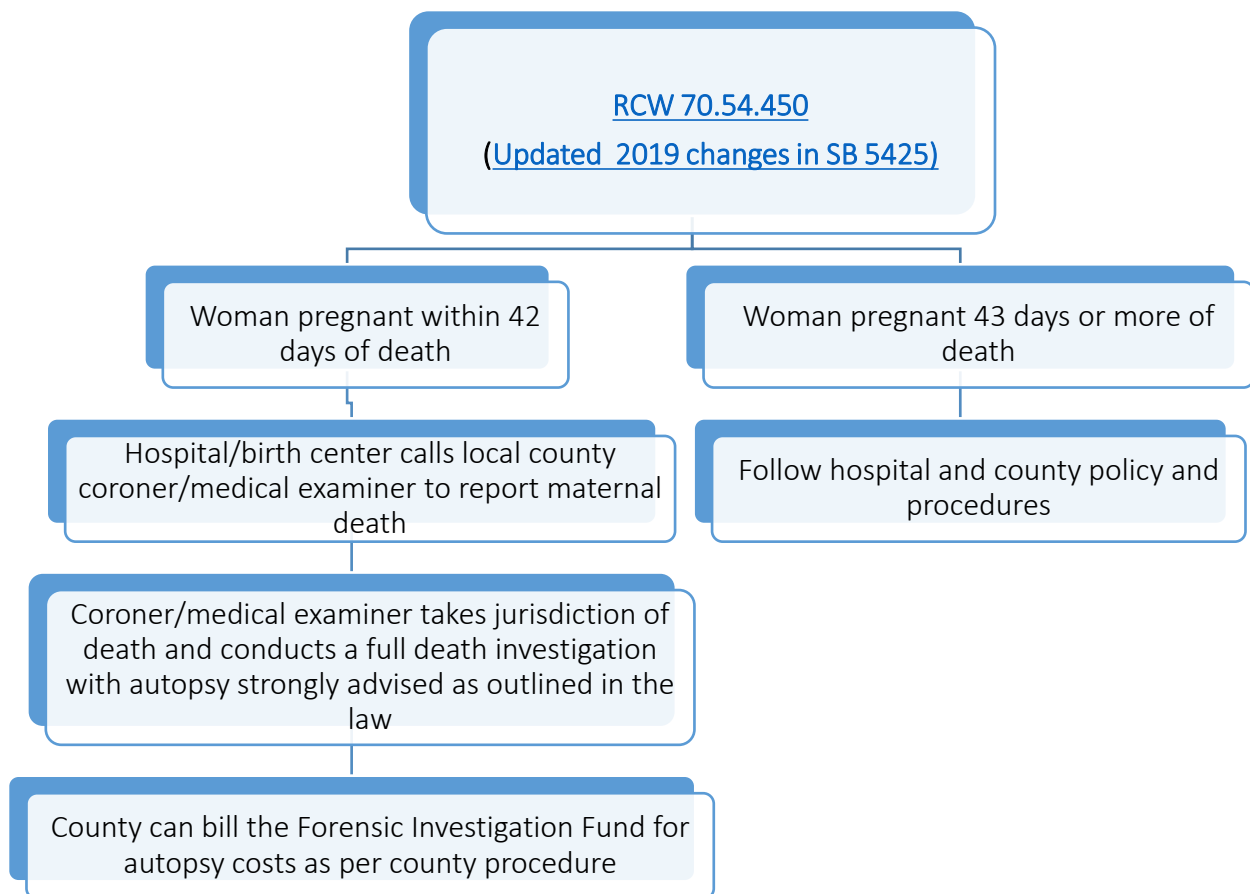 RCW 70.54.450
(Updated 2019 changes in SB 5425)
Woman pregnant within 42
days of death
Woman pregnant 43 days or more of
death
Hospital/birth center calls local county
coroner/medical examiner to report maternal
death
Follow hospital and county policy and
procedures
Coroner/medical examiner takes jurisdiction of
death and conducts a full death investigation
with autopsy strongly advised as outlined in the
law
County can bill the Forensic Investigation Fund for
autopsy costs as per county procedure